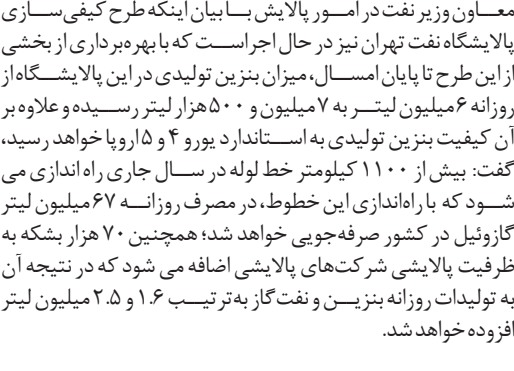 معاون وزیر نفت در امور پالایش با بیان اینکه طرح کیفی‌سازی
پالایشگاه نفت تهران نیز در حال اجراست که با بهره‌برداری از بخشی
از این طرح تا پایان امسال، میزان بنزین تولیدی در این پالایشگاه از
روزانه ۶ میلیون لیتر به ۷ میلیون و ۵۰۰ هزار لیتر رسیده و علاوه بر
آن کیفیت بنزین تولیدی به استاندارد یورو ۴ و ۵ اروپا خواهد رسید،
گفت: بیش از ۱۱۰۰ کیلومتر خط لوله در سال جاری راه اندازی می
شود که با راه‌اندازی این خطوط، در مصرف روزانه ۶۷ میلیون لیتر
گازوئیل در کشور صرفه‌جویی خواهد شد؛ همچنین ۷۰ هزار بشکه به
ظرفیت پالایشی شرکت‌های پالایشی اضافه می شود که در نتیجه آن
به تولیدات روزانه بنزین و نفت‌گاز به‌ترتیب ۱.۶ و ۲.۵ میلیون لیتر
افزوده خواهد شد.